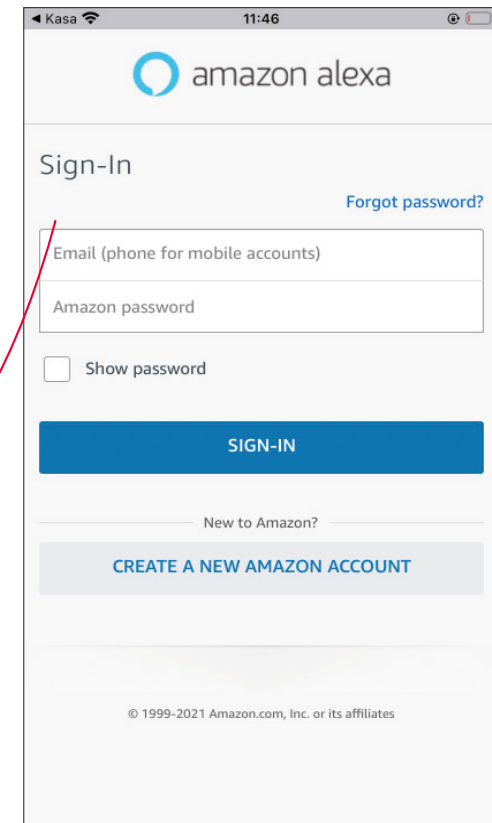 ◀ Kasa 11:46
amazon alexa
Sign-In
Forgot password?
Email (phone for mobile accounts)
Amazon password
Show password
SIGN-IN
New to Amazon?
CREATE A NEW AMAZON ACCOUNT
© 1999-2021 Amazon.com, Inc. or its affiliates